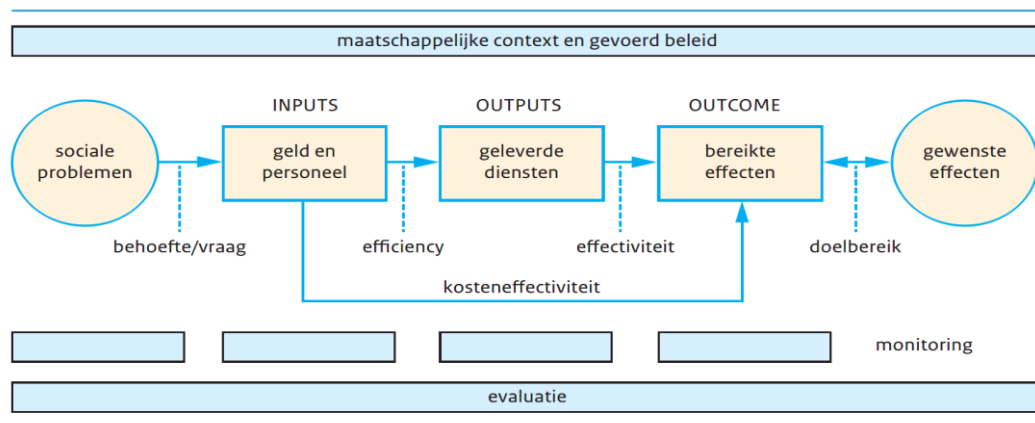 maatschappelijke context en gevoerd beleid
INPUTS
OUTPUTS
OUTCOME
sociale
problemen
geld en
personeel
geleverde
diensten
bereikte
effecten
gewenste
effecten
behoefte/vraag
efficiency
effectiviteit
doelbereik
kosteneffectiviteit
monitoring
evaluatie